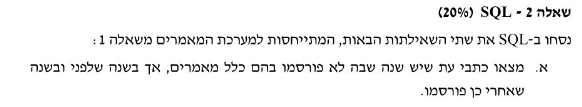 שאלה 2 - SQL (20%)
נסחו ב-SQL את שתי השאילתות הבאות, המתייחסות למערכת המאמרים משאלה 1:
א. מצאו כתבי עת שיש שנה שבה לא פורסמו בהם כלל מאמרים, אך בשנה שלפני ובשנה
שאחרי כן פורסמו.